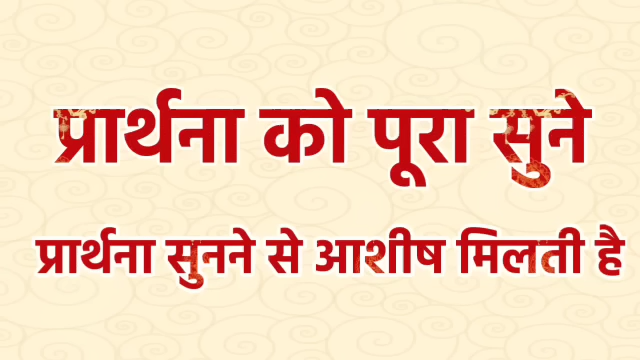 प्रार्थना को पूरा सुने
प्रार्थना सुनने से आशीष मिलती है